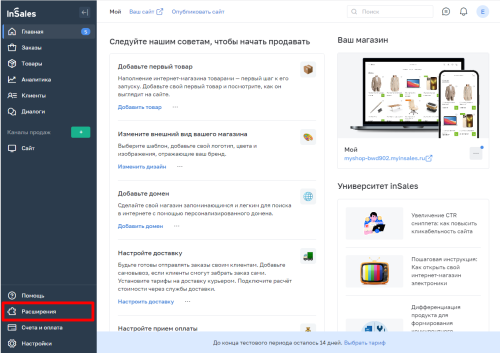 InSales
Главная
Заказы
Товары
Аналитика
Клиенты
Диалоги
Каналы продаж
+
Сайт
Помощь
Расширения
Счета и оплата
Настройки
Мой Ваш сайт Опубликовать сайт
Поиск
E
Следуйте нашим советам, чтобы начать продавать
Добавьте первый товар
Наполнение интернет-магазина товарами — первый шаг к его
запуску. Добавьте свой первый товар и посмотрите, как он
выглядит на сайте.
Добавить товар ...
Измените внешний вид вашего магазина
Выберите шаблон, добавьте свой логотип, цвета и
изображения, отражающие ваш бренд.
Изменить дизайн ...
Добавьте домен
Сделайте свой магазин запоминающимся и легким для поиска
в интернете с помощью персонализированного домена.
Добавить домен ...
Настройте доставку
Будьте готовы отправлять заказы своим клиентам. Добавьте
самовывоз, если клиенты смогут забрать заказ сами.
Установите тарифы на доставку курьером. Подключите расчёт
стоимости через службы доставки.
Настроить доставку ...
Настройте прием оплаты
Ваш магазин
Мой
Университет InSales
Увеличение CTR
сниппета: как повысить
кликабельность сайта
Пошаговая инструкция:
Как открыть свой
интернет-магазин
электроники
Дифференциация
продукта для
формирования
До конца тестового периода осталось 14 дней. Выбрать тариф